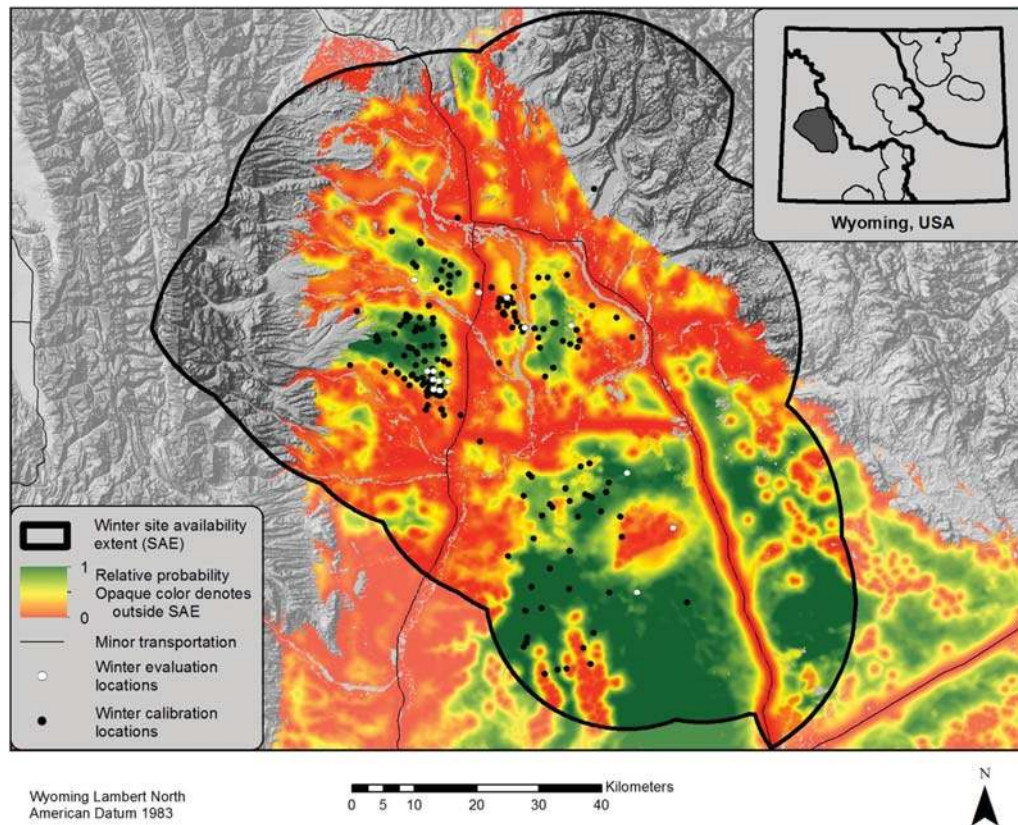 Wyoming, USA
Winter site availability
extent (SAE)
1
Relative probability
Opaque color denotes
0 outside SAE
Minor transportation
Winter evaluation
locations
Winter calibration
locations
Wyoming Lambert North
American Datum 1983
Kilometers
0 5 10 20 30 40
N